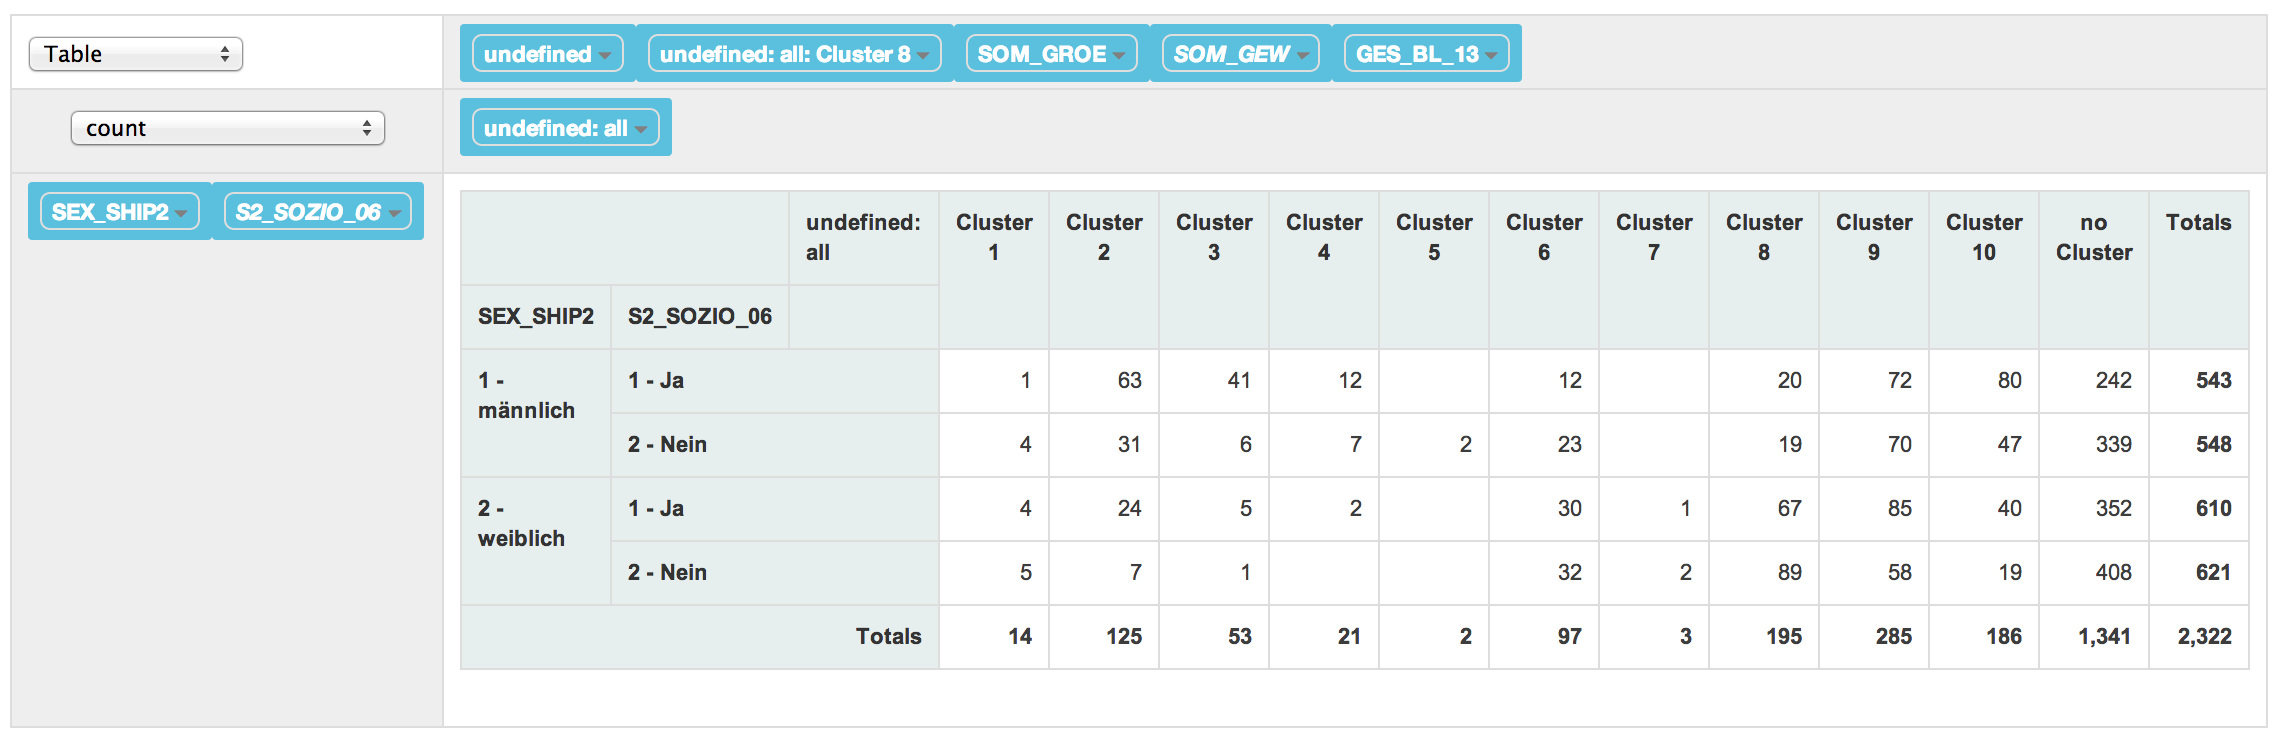 Table undefined undefined: all: Cluster 8 SOM_GROE SOM_GEW GES_BL_13
count undefined: all
SEX_SHIP2 S2_SOZIO_06
undefined: Cluster Cluster Cluster Cluster Cluster Cluster Cluster Cluster Cluster Cluster no Totals
all 1 2 3 4 5 6 7 8 9 10 Cluster
SEX_SHIP2 S2_SOZIO_06
1 - 1 - Ja 1 63 41 12 12 20 72 80 242 543
männlich
2 - Nein 4 31 6 7 2 23 19 70 47 339 548
2 - 1 - Ja 4 24 5 2 30 1 67 85 40 352 610
weiblich
2 - Nein 5 7 1 32 2 89 58 19 408 621
Totals 14 125 53 21 2 97 3 195 285 186 1,341 2,322